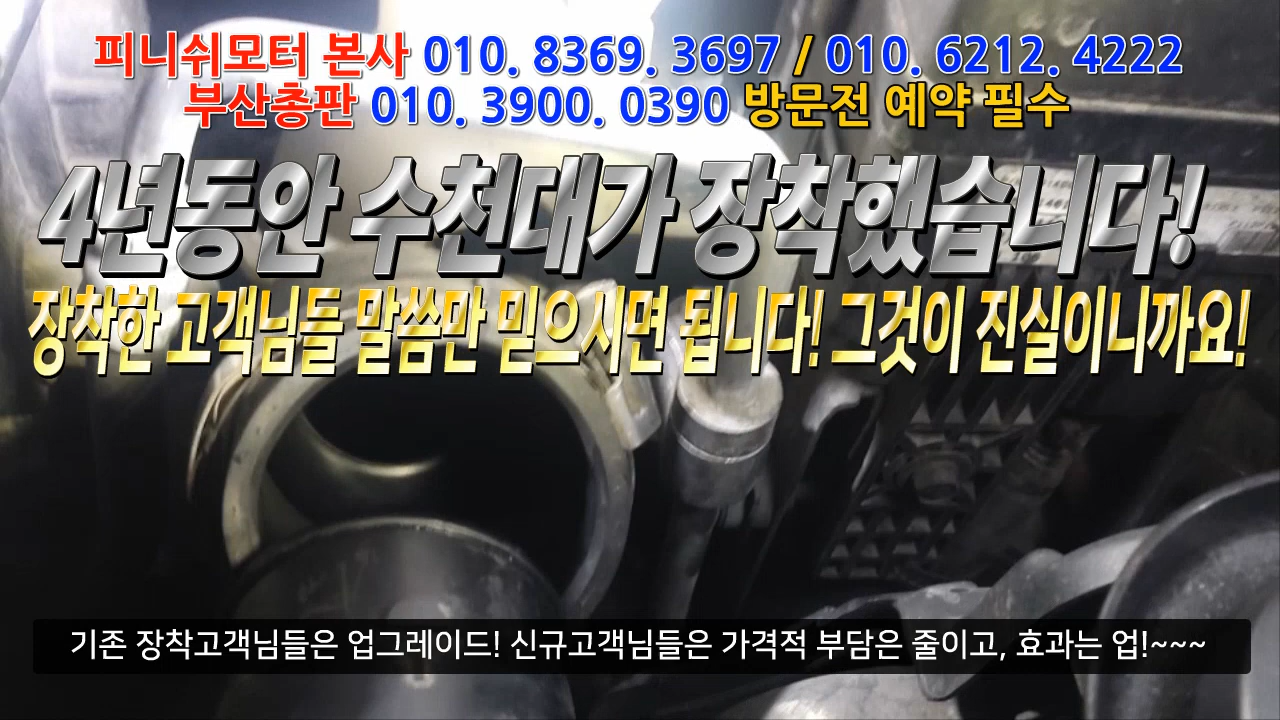 피니쉬모터 본사 010. 8369. 3697 / 010. 6212. 4222
부산총판 010. 3900. 0390 방문전 예약 필수
4년동안 수천대가 장착했습니다!
장착한 고객님들 말씀만 믿으시면 됩니다! 그것이 진실이니까요!
기존 장착고객님들은 업그레이드! 신규고객님들은 가격적 부담은 줄이고, 효과는 업!~~~